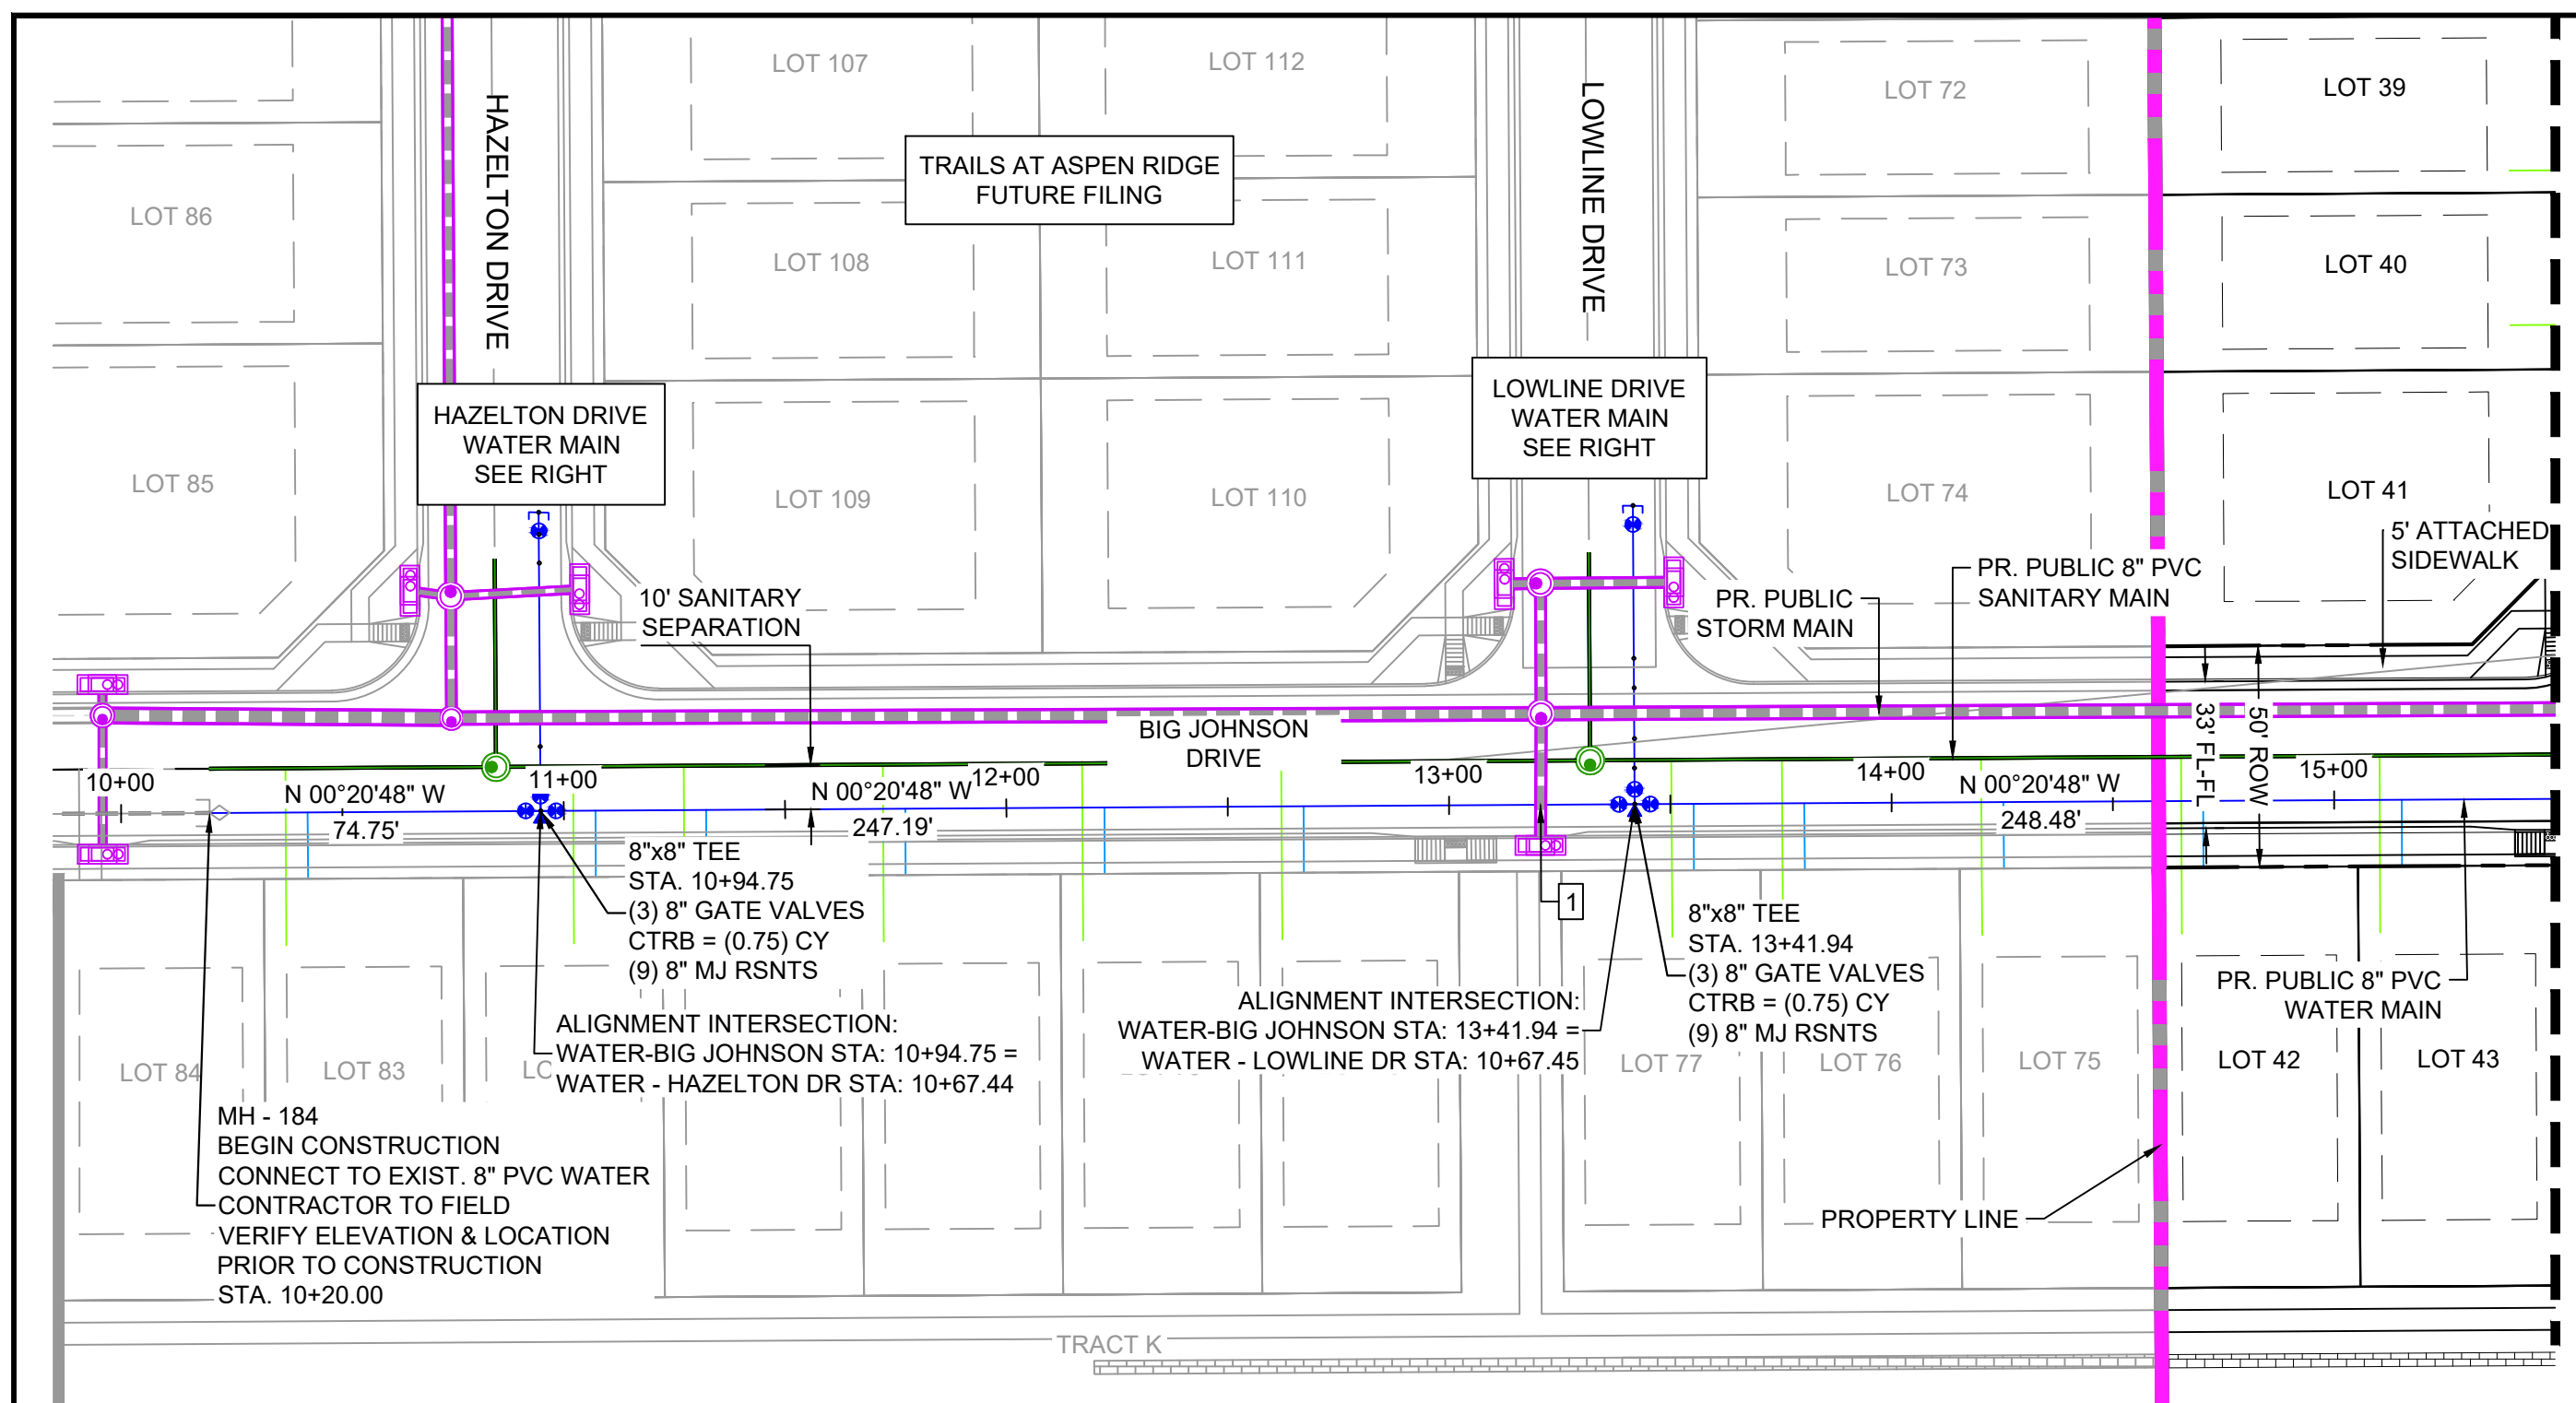 LOT 107
LOT 112
LOT 72
LOT 39
HAZELTON DRIVE
LOWLINE DRIVE
TRAILS AT ASPEN RIDGE
FUTURE FILING
LOT 86
LOT 108
LOT 111
LOT 73
LOT 40
HAZELTON DRIVE
WATER MAIN
SEE RIGHT
LOWLINE DRIVE
WATER MAIN
SEE RIGHT
LOT 85
LOT 109
LOT 110
LOT 74
LOT 41
5' ATTACHED
SIDEWALK
10' SANITARY
SEPARATION
PR. PUBLIC
STORM MAIN
PR. PUBLIC 8" PVC
SANITARY MAIN
BIG JOHNSON
DRIVE
33' FL-FL
50' ROW
10+00
11+00
12+00
13+00
14+00
15+00
N 00°20'48" W
74.75'
N 00°20'48" W
247.19'
N 00°20'48" W
248.48'
8"x8" TEE
STA. 10+94.75
(3) 8" GATE VALVES
CTRB = (0.75) CY
(9) 8" MJ RSNTS
1
8"x8" TEE
STA. 13+41.94
(3) 8" GATE VALVES
CTRB = (0.75) CY
(9) 8" MJ RSNTS
ALIGNMENT INTERSECTION:
WATER-BIG JOHNSON STA: 10+94.75 =
WATER - HAZELTON DR STA: 10+67.44
ALIGNMENT INTERSECTION:
WATER-BIG JOHNSON STA: 13+41.94 =
WATER - LOWLINE DR STA: 10+67.45
PR. PUBLIC 8" PVC
WATER MAIN
LOT 84
LOT 83
LOT 77
LOT 76
LOT 75
LOT 42
LOT 43
MH - 184
BEGIN CONSTRUCTION
CONNECT TO EXIST. 8" PVC WATER
CONTRACTOR TO FIELD
VERIFY ELEVATION & LOCATION
PRIOR TO CONSTRUCTION
STA. 10+20.00
PROPERTY LINE
TRACT K